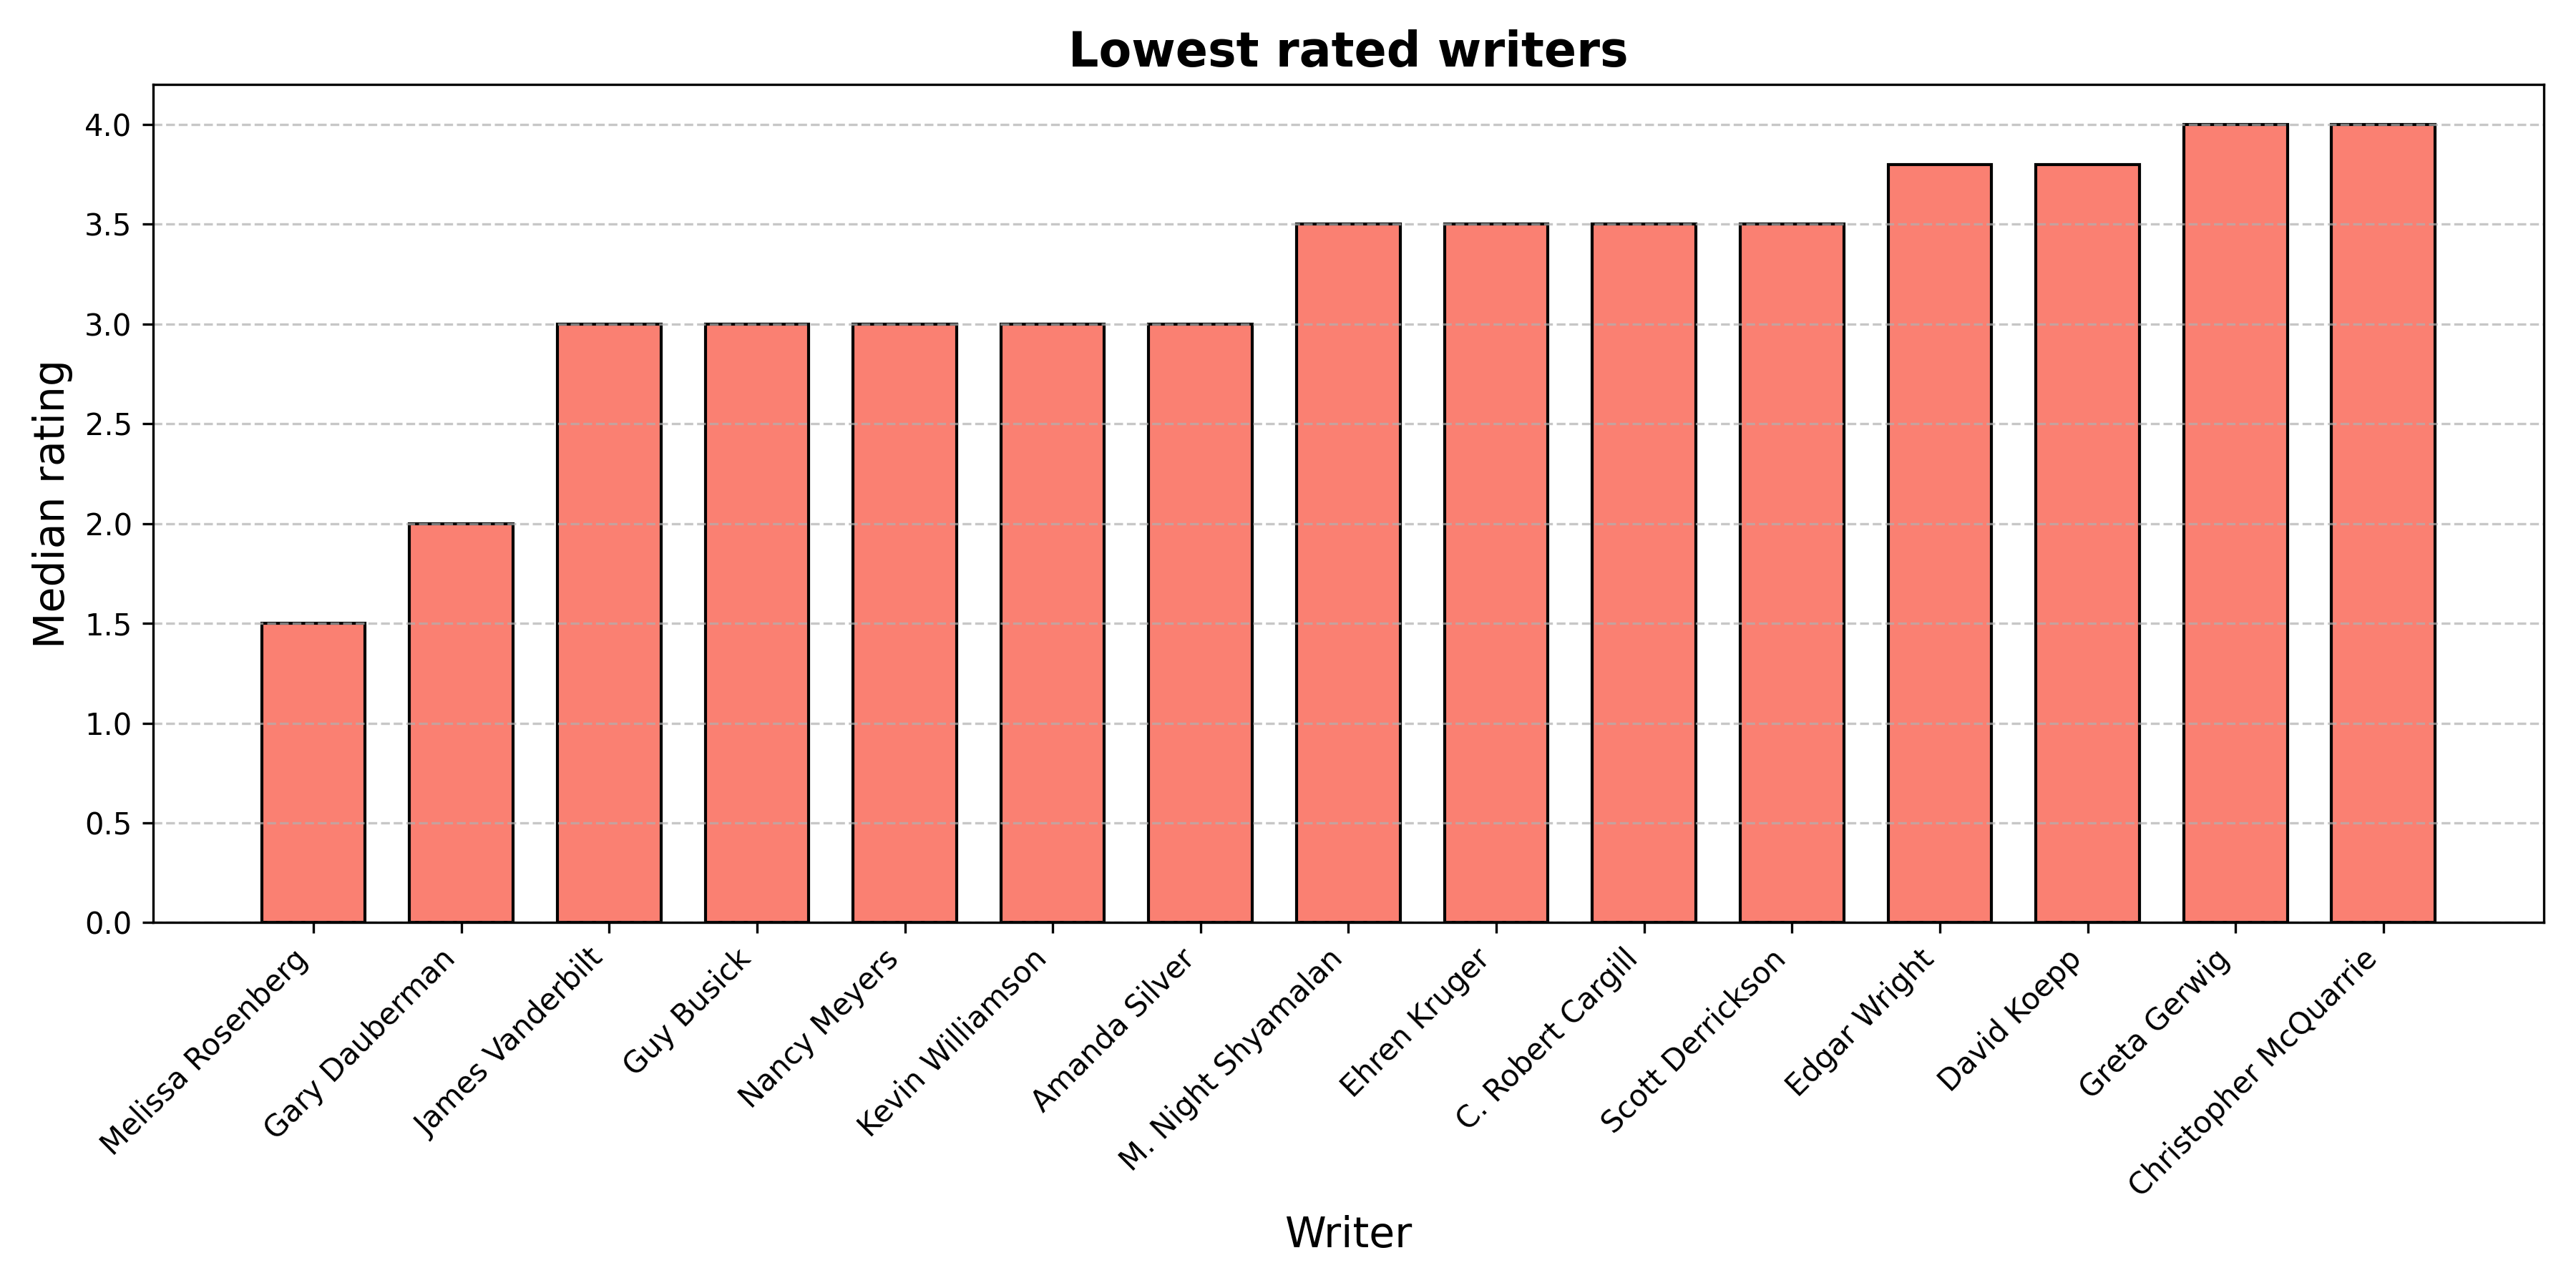 Lowest rated writers
Median rating
4.0
3.5
3.0
2.5
2.0
1.5
1.0
0.5
0.0
Melissa Rosenberg
Gary Dauberman
James Vanderbilt
Guy Busick
Nancy Meyers
Kevin Williamson
Amanda Silver
M. Night Shyamalan
Ehren Kruger
C. Robert Cargill
Scott Derrickson
Edgar Wright
David Koepp
Greta Gerwig
Christopher McQuarrie
Writer